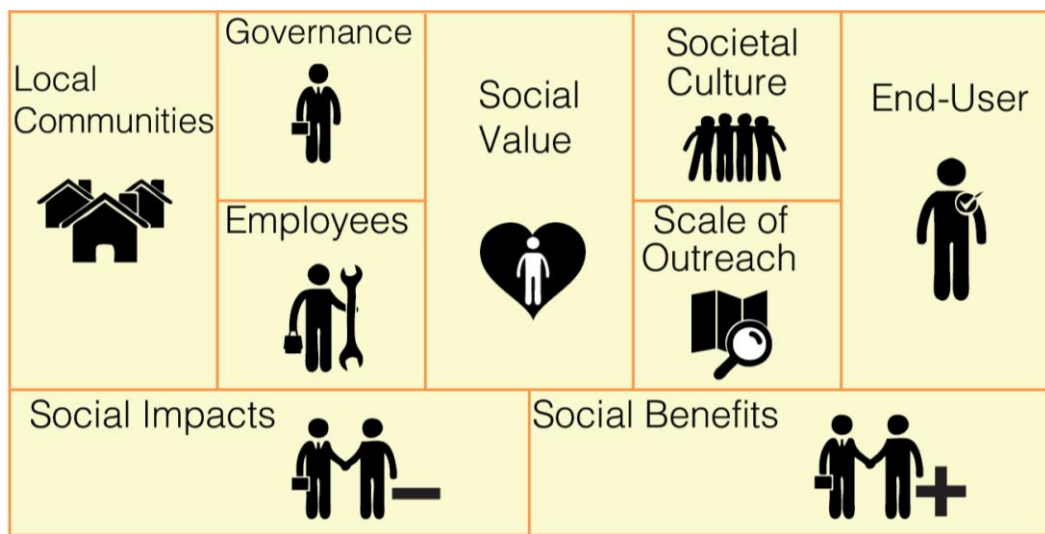 Local
Communities
Governance
Employees
Social
Value
Societal
Culture
Scale of
Outreach
End-User
Social Impacts
Social Benefits